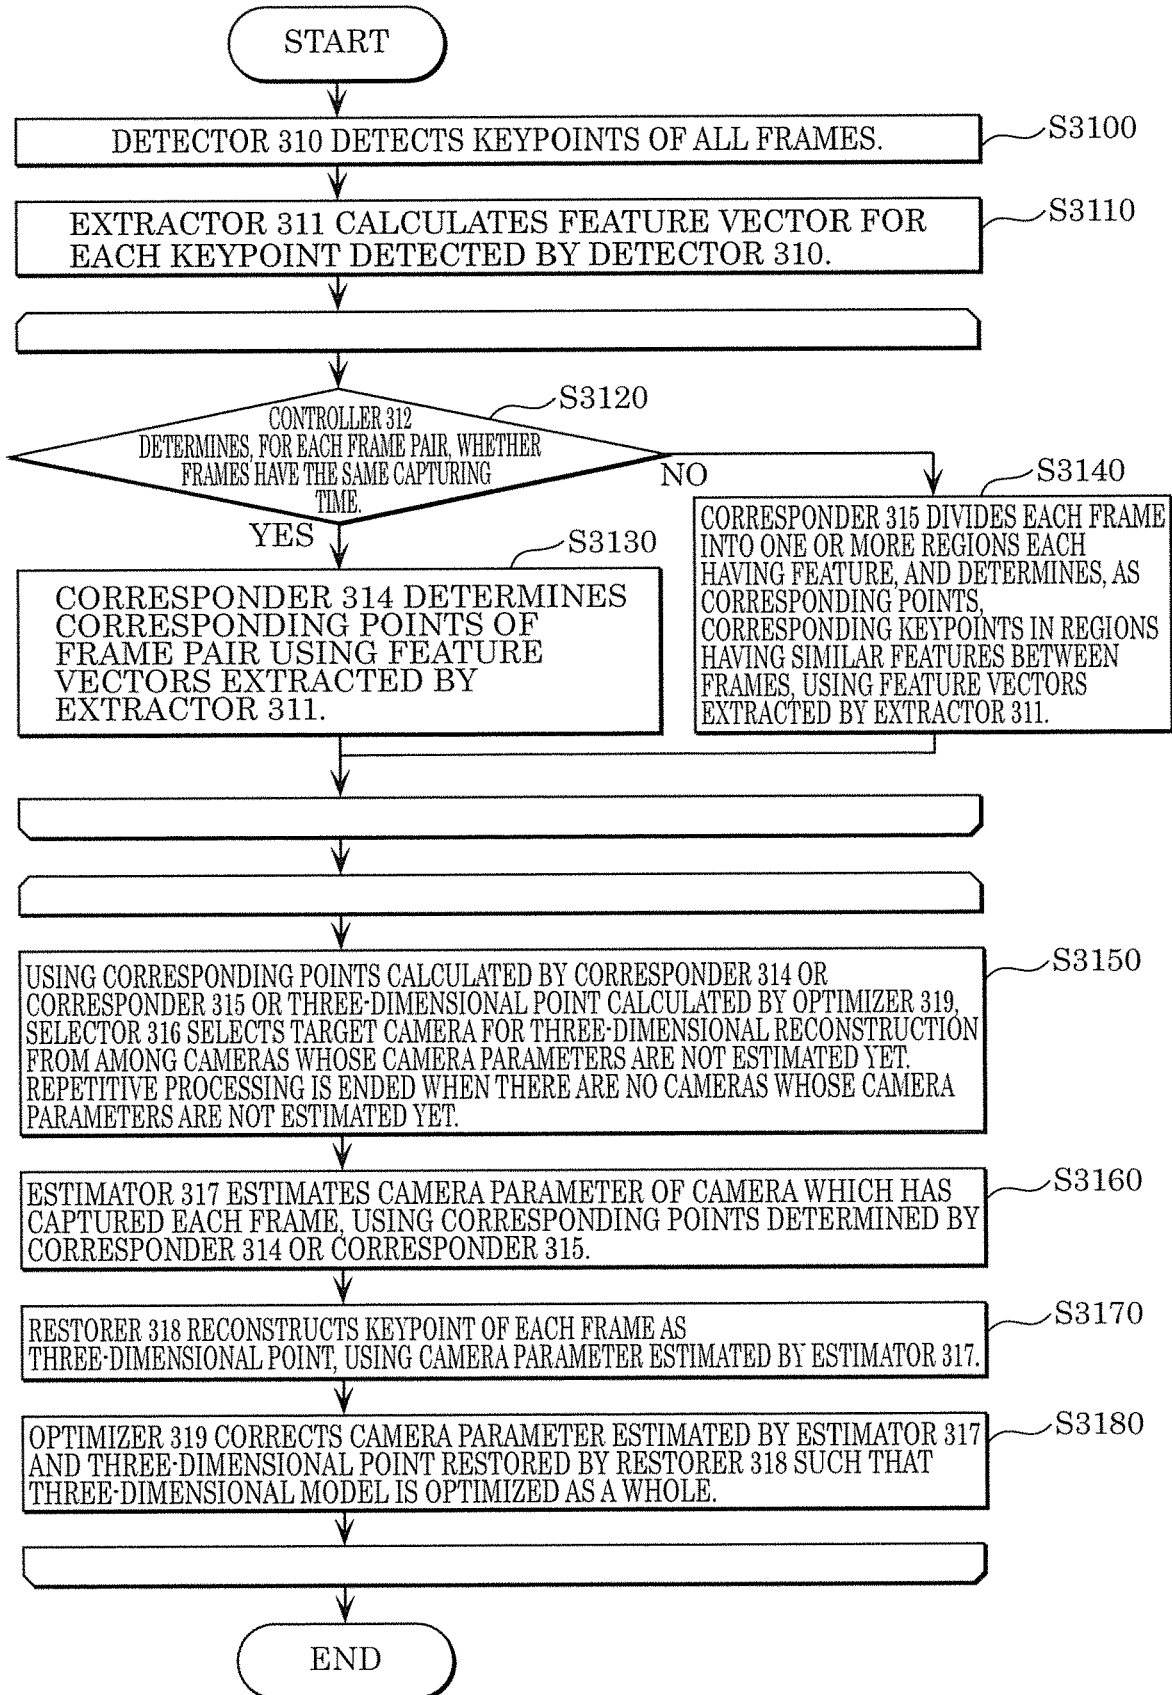 START
DETECTOR 310 DETECTS KEYPOINTS OF ALL FRAMES.
S3100
EXTRACTOR 311 CALCULATES FEATURE VECTOR FOR
EACH KEYPOINT DETECTED BY DETECTOR 310.
S3110
S3120
CONTROLLER 312
DETERMINES, FOR EACH FRAME PAIR, WHETHER
FRAMES HAVE THE SAME CAPTURING
TIME.
NO
YES
S3130
CORRESPONDER 314 DETERMINES
CORRESPONDING POINTS OF
FRAME PAIR USING FEATURE
VECTORS EXTRACTED BY
EXTRACTOR 311.
S3140
CORRESPONDER 315 DIVIDES EACH FRAME
INTO ONE OR MORE REGIONS EACH
HAVING FEATURE, AND DETERMINES, AS
CORRESPONDING POINTS,
CORRESPONDING KEYPOINTS IN REGIONS
HAVING SIMILAR FEATURES BETWEEN
FRAMES, USING FEATURE VECTORS
EXTRACTED BY EXTRACTOR 311.
S3150
USING CORRESPONDING POINTS CALCULATED BY CORRESPONDER 314 OR
CORRESPONDER 315 OR THREE-DIMENSIONAL POINT CALCULATED BY OPTIMIZER 319,
SELECTOR 316 SELECTS TARGET CAMERA FOR THREE-DIMENSIONAL RECONSTRUCTION
FROM AMONG CAMERAS WHOSE CAMERA PARAMETERS ARE NOT ESTIMATED YET.
REPETITIVE PROCESSING IS ENDED WHEN THERE ARE NO CAMERAS WHOSE CAMERA
PARAMETERS ARE NOT ESTIMATED YET.
S3160
ESTIMATOR 317 ESTIMATES CAMERA PARAMETER OF CAMERA WHICH HAS
CAPTURED EACH FRAME, USING CORRESPONDING POINTS DETERMINED BY
CORRESPONDER 314 OR CORRESPONDER 315.
S3170
RESTORER 318 RECONSTRUCTS KEYPOINT OF EACH FRAME AS
THREE-DIMENSIONAL POINT, USING CAMERA PARAMETER ESTIMATED BY ESTIMATOR 317.
S3180
OPTIMIZER 319 CORRECTS CAMERA PARAMETER ESTIMATED BY ESTIMATOR 317
AND THREE-DIMENSIONAL POINT RESTORED BY RESTORER 318 SUCH THAT
THREE-DIMENSIONAL MODEL IS OPTIMIZED AS A WHOLE.
END